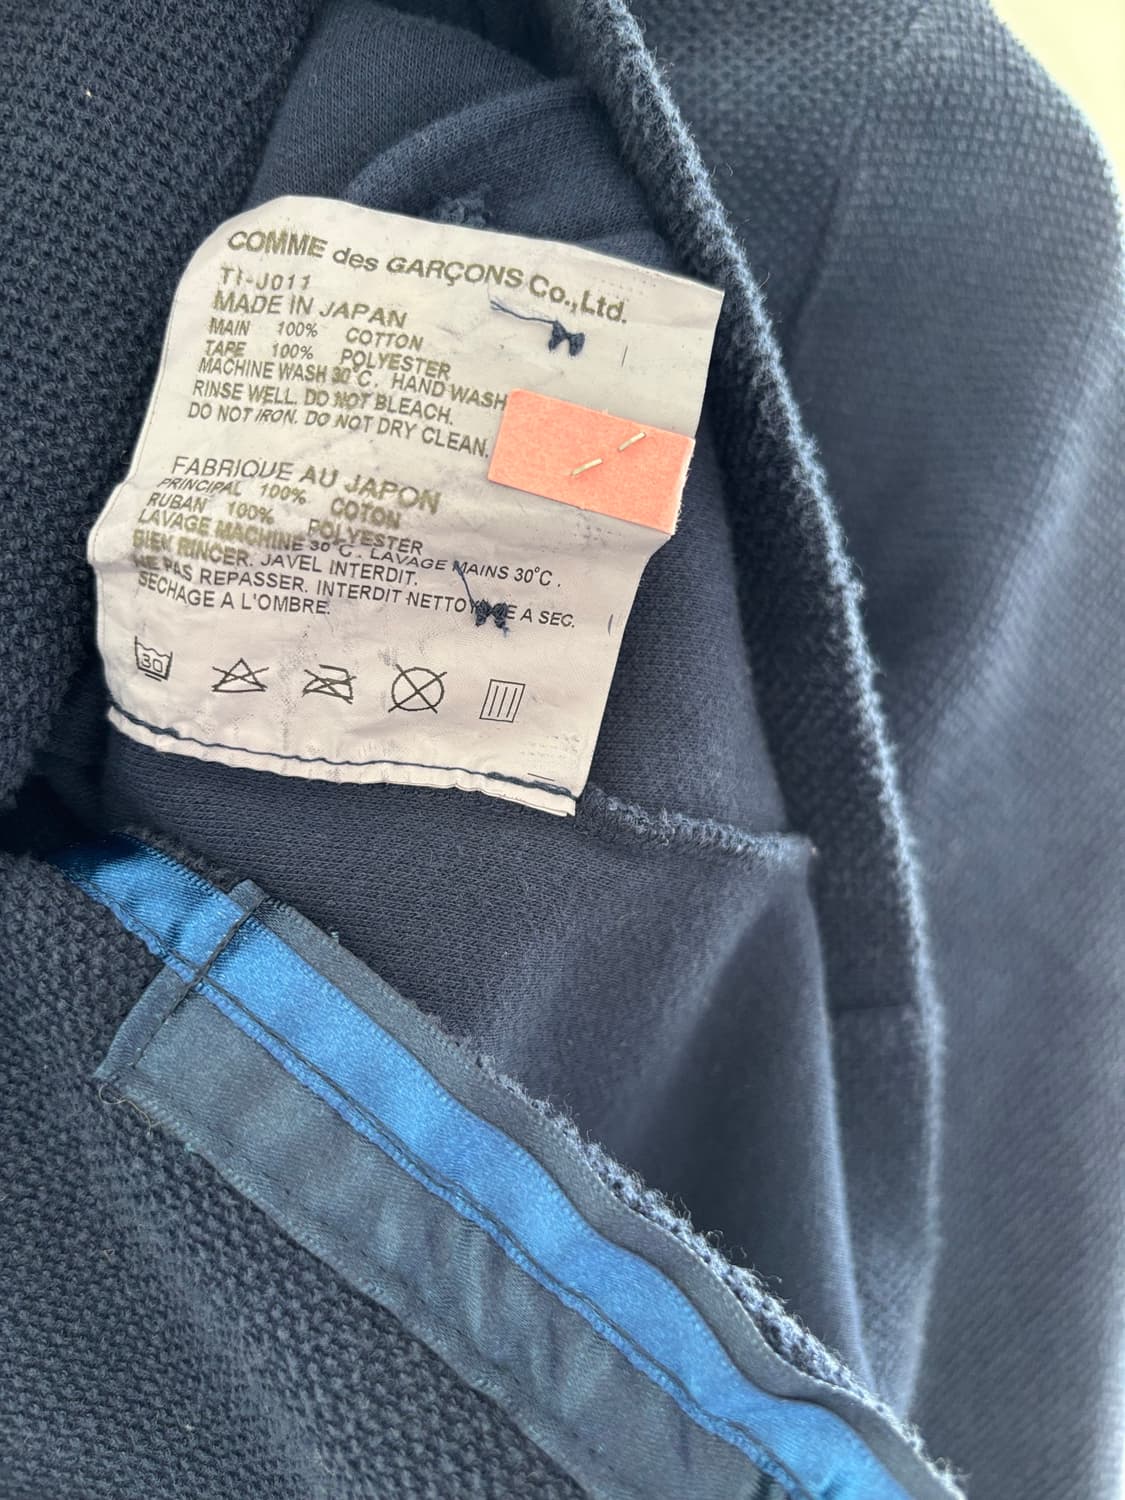 COMME des GARÇONS Co.,Ltd.
TI-J011
MADE IN JAPAN
MAIN 100% COTTON
TAPE 100% POLYESTER
MACHINE WASH 30°C. HAND WASH
RINSE WELL. DO NOT BLEACH.
DO NOT IRON. DO NOT DRY CLEAN.
FABRIQUE AU JAPON
PRINCIPAL 100% COTON
RUBAN 100% POLYESTER
LAVAGE MACHINE 30°C - LAVAGE MAINS 30°C.
BIEN RINCER. JAVEL INTERDIT.
NE PAS REPASSER. INTERDIT NETTOYAGE A SEC.
SECHAGE A L'OMBRE.
30